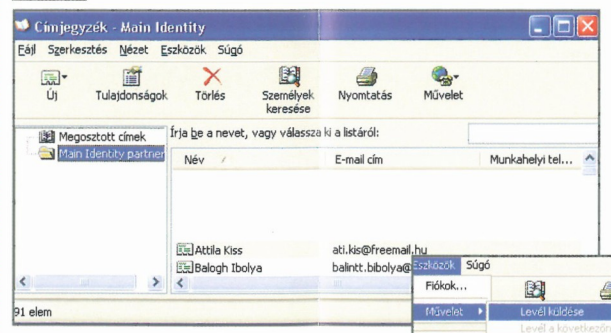 Címjegyzék - Main Identity
Fájl Szerkesztés Nézet Eszközök Súgó
Új Tulajdonságok Törlés Személyek keresése Nyomtatás Művelet
Megosztott címek
Main Identity partner
Írja be a nevet, vagy válassza ki a listáról:
Név E-mail cím Munkahelyi tel...
Attila Kiss ati.kis@freemail.hu
Balogh Ibolya balintt.bibolya@
91 elem
Eszközök Súgó
Fiókok...
Művelet Levél küldése
Levél a következőn